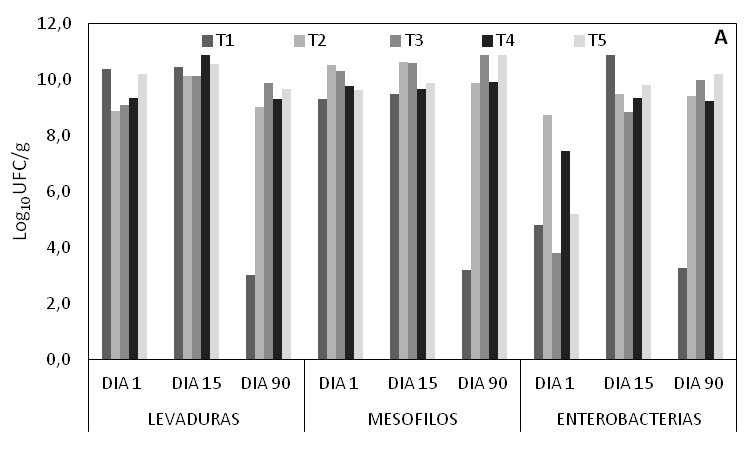 12,0
T1 T2 T3 T4 T5 A
10,0
8,0
6,0
4,0
2,0
0,0
Log10UFC/g
DIA 1 DIA 15 DIA 90 DIA 1 DIA 15 DIA 90 DIA 1 DIA 15 DIA 90
LEVADURAS MESOFILOS ENTEROBACTERIAS